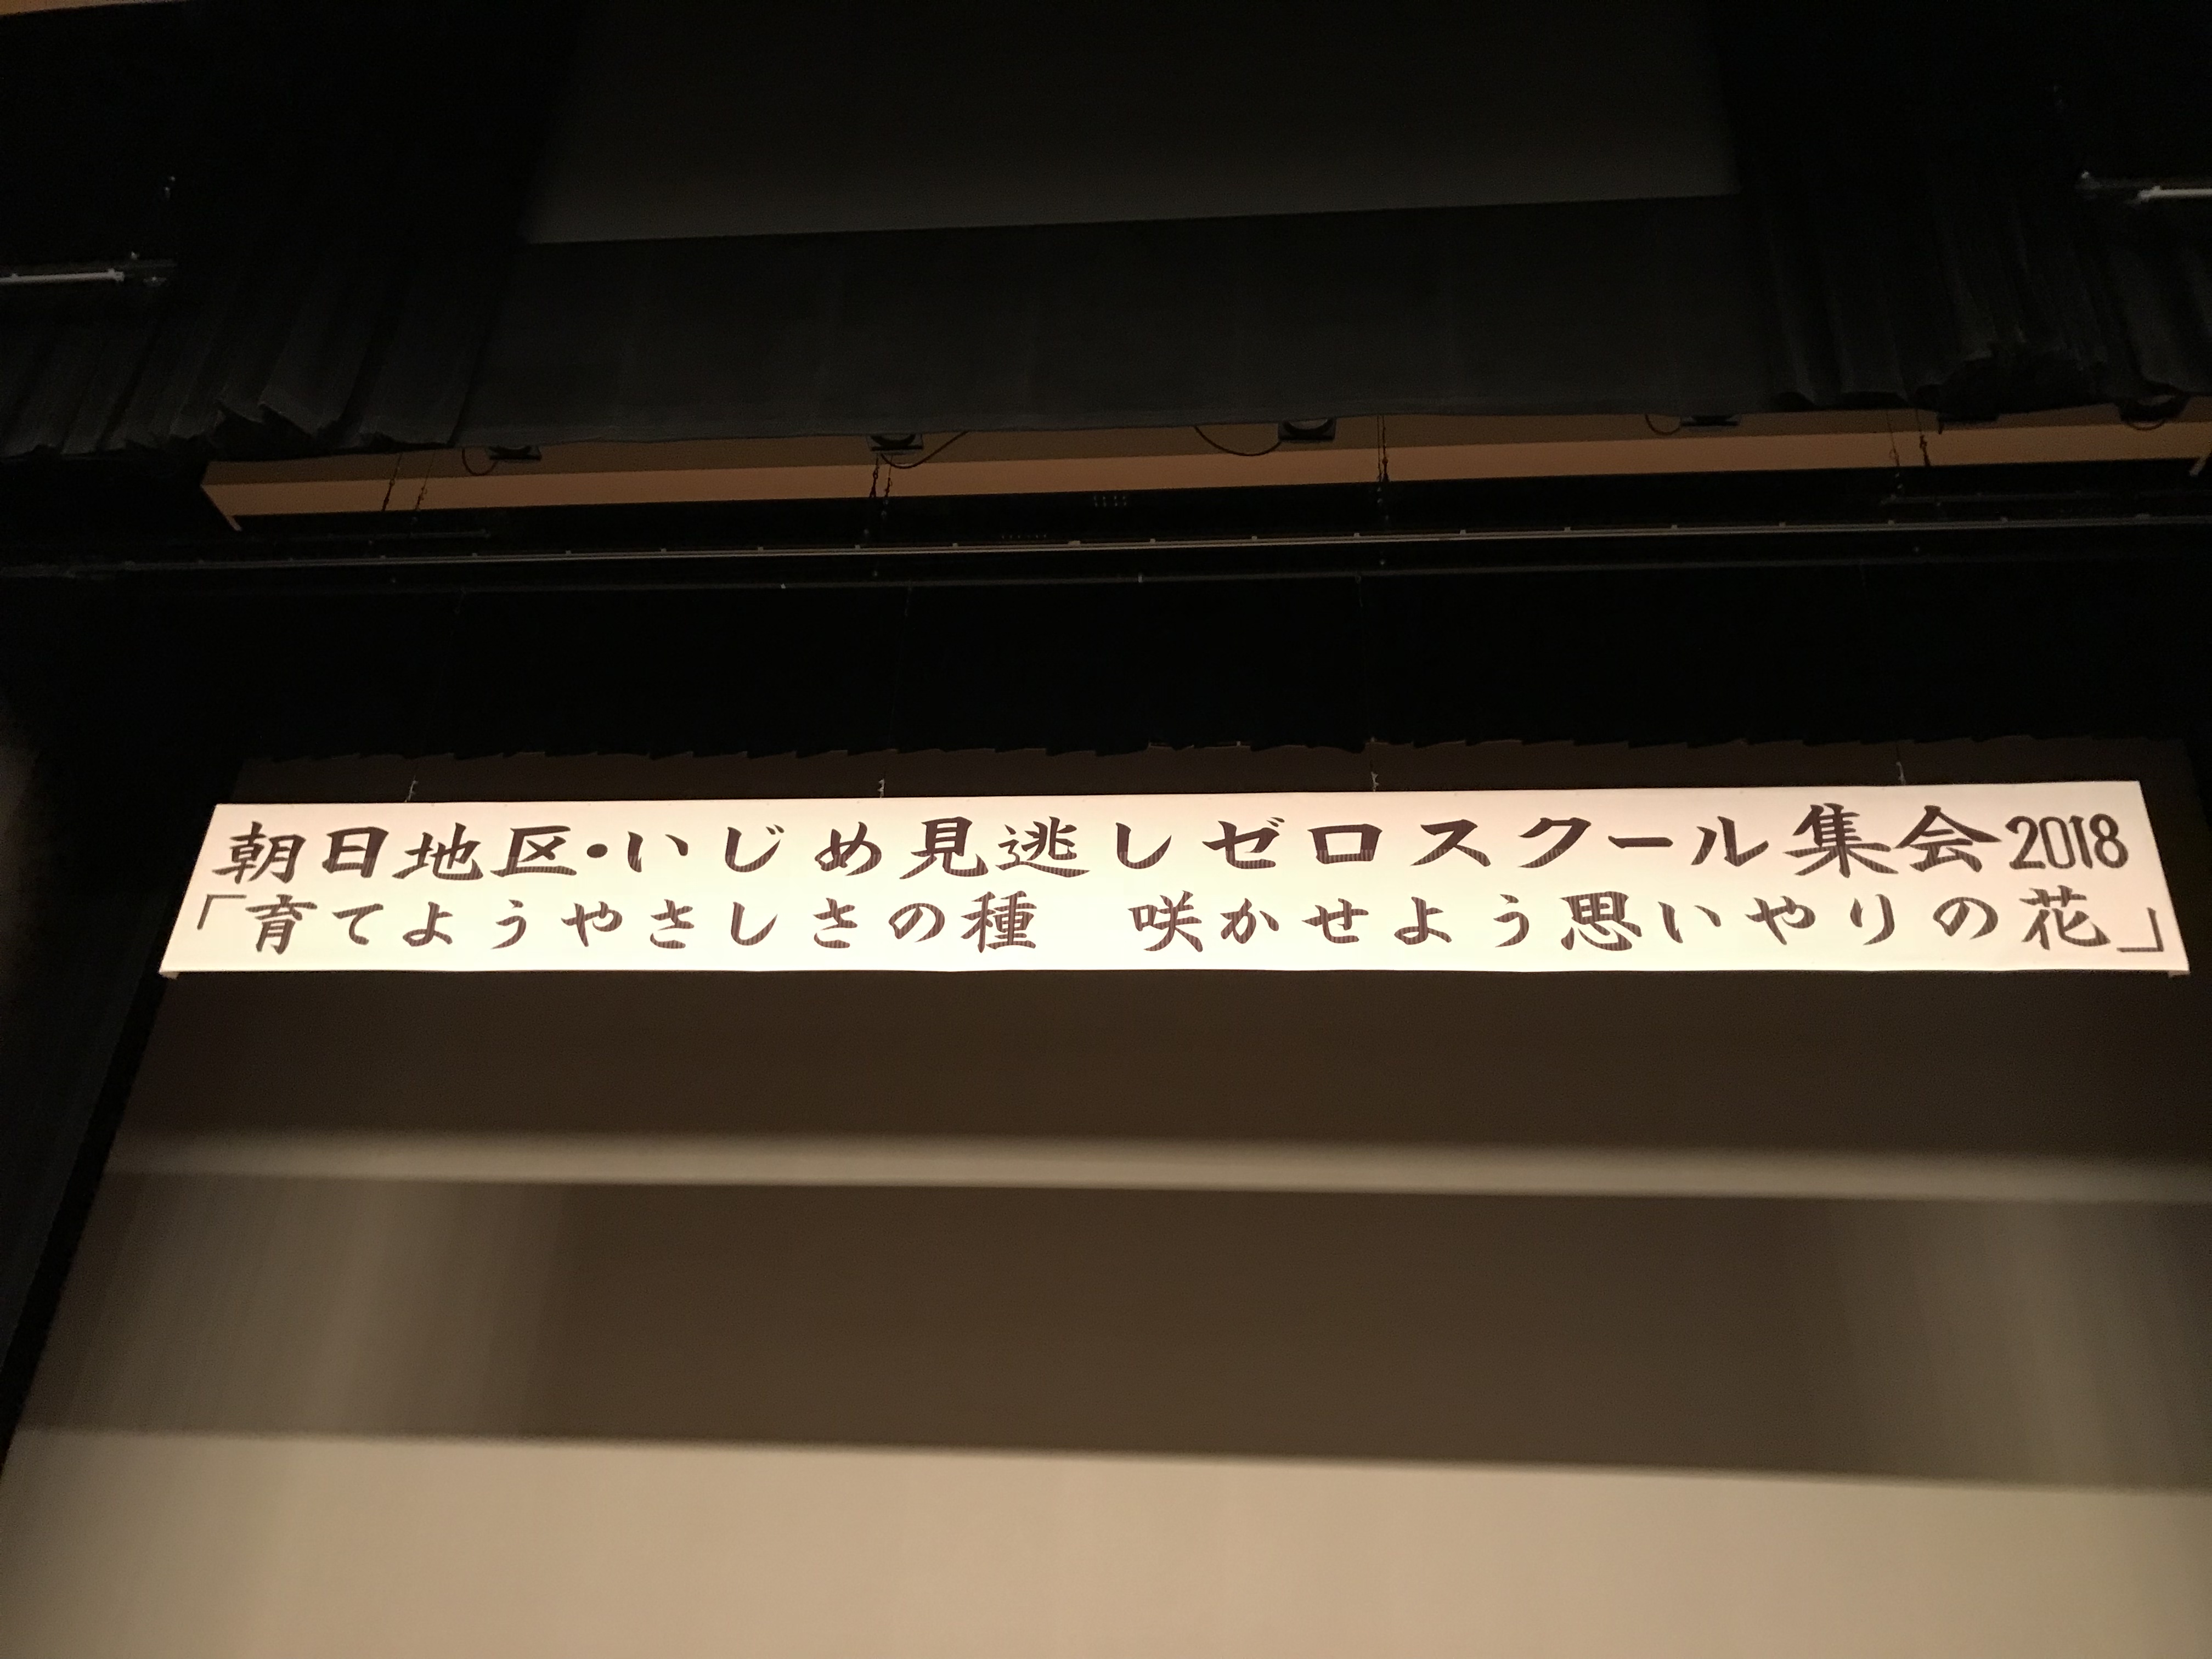 朝日地区・いじめ見逃しゼロスクール集会2018
「育てようやさしさの種　咲かせよう思いやりの花」